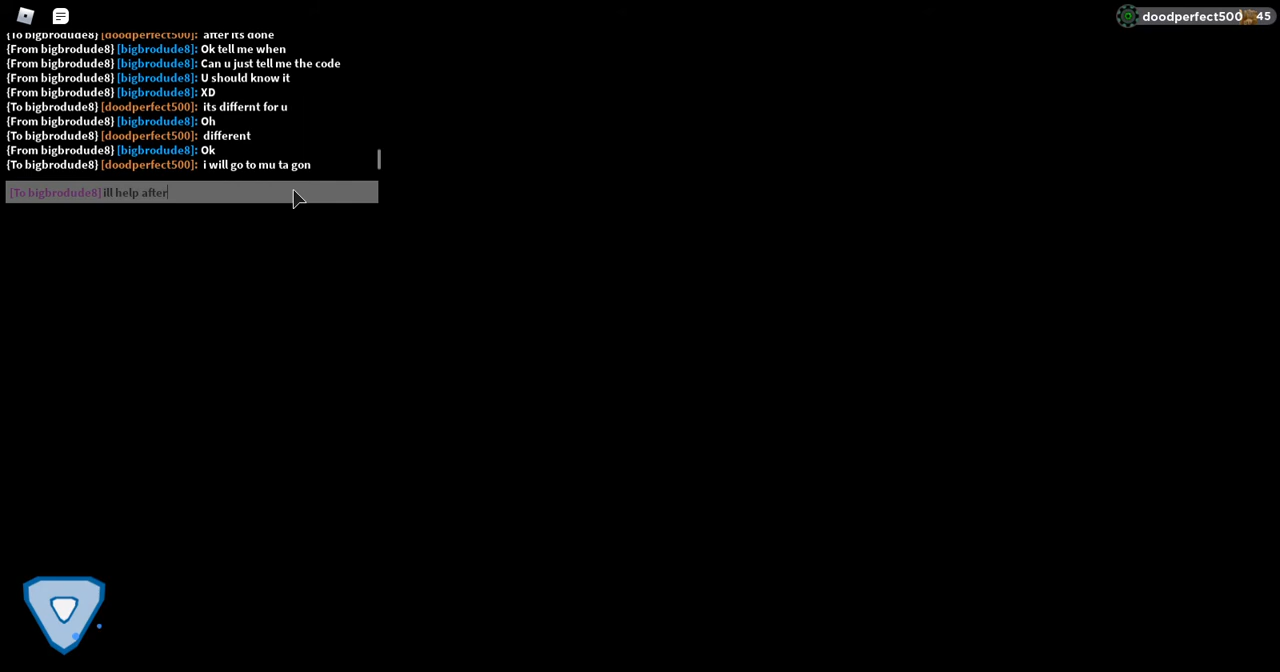 doodperfect500 45
{To bigbrodude8} [doodperfect500]: after its done
{From bigbrodude8} [bigbrodude8]: Ok tell me when
{From bigbrodude8} [bigbrodude8]: Can u just tell me the code
{From bigbrodude8} [bigbrodude8]: U should know it
{From bigbrodude8} [bigbrodude8]: XD
{To bigbrodude8} [doodperfect500]: its differnt for u
{From bigbrodude8} [bigbrodude8]: Oh
{To bigbrodude8} [doodperfect500]: different
{From bigbrodude8} [bigbrodude8]: Ok
{To bigbrodude8} [doodperfect500]: i will go to mu ta gon
[To bigbrodude8] ill help after